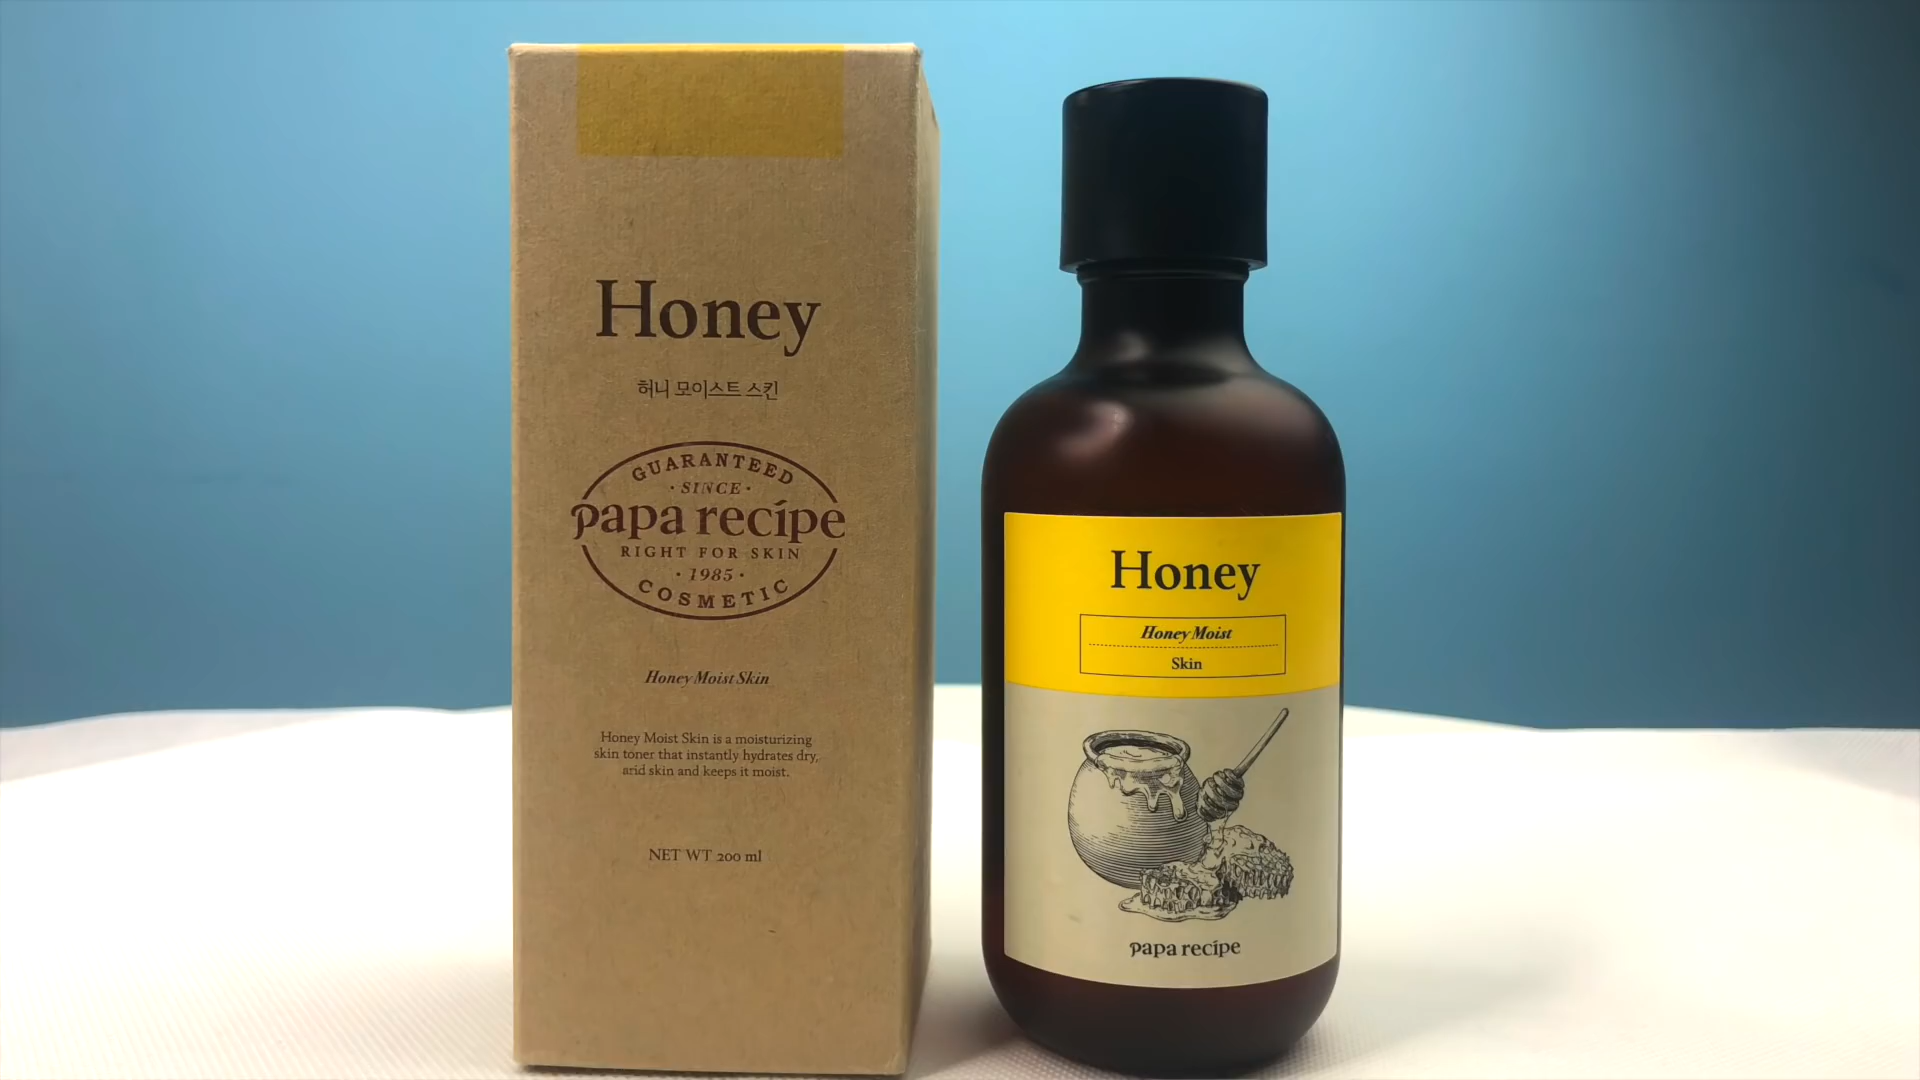 Honey
허니 모이스트 스킨
GUARANTEED
· SINCE ·
papa recipe
RIGHT FOR SKIN
· 1985 ·
COSMETIC
Honey Moist Skin
Honey Moist Skin is a moisturizing
skin toner that instantly hydrates dry,
arid skin and keeps it moist.
NET WT 200 ml
Honey
Honey Moist
Skin
papa recipe